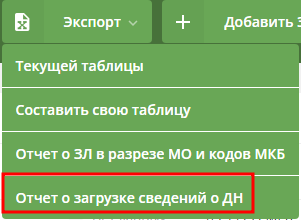 Экспорт
Добавить З
Текущей таблицы
Составить свою таблицу
Отчет о ЗЛ в разрезе МО и кодов МКБ
Отчет о загрузке сведений о ДН